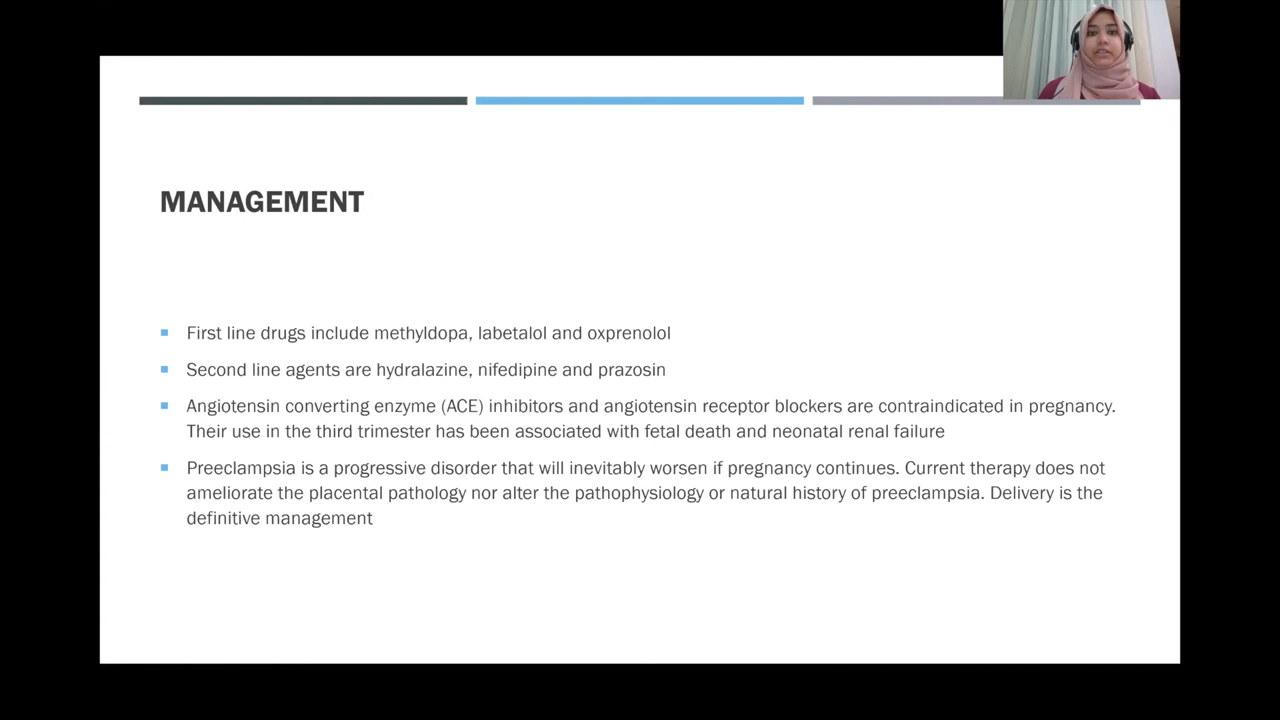 MANAGEMENT
First line drugs include methyldopa, labetalol and oxprenolol
Second line agents are hydralazine, nifedipine and prazosin
Angiotensin converting enzyme (ACE) inhibitors and angiotensin receptor blockers are contraindicated in pregnancy.
Their use in the third trimester has been associated with fetal death and neonatal renal failure
Preeclampsia is a progressive disorder that will inevitably worsen if pregnancy continues. Current therapy does not
ameliorate the placental pathology nor alter the pathophysiology or natural history of preeclampsia. Delivery is the
definitive management